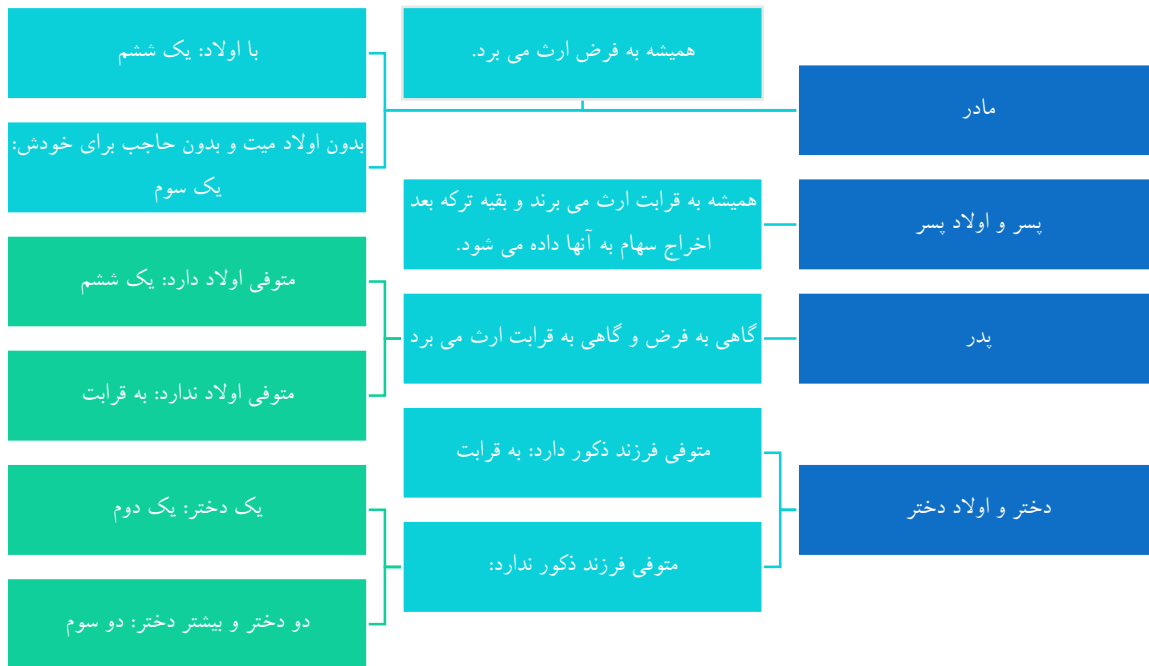 مادر
همیشه به فرض ارث می برد.
با اولاد: یک ششم
بدون اولاد میت و بدون حاجب برای خودش:
یک سوم
پسر و اولاد پسر
همیشه به قرابت ارث می برند و بقیه ترکه بعد
اخراج سهام به آنها داده می شود.
پدر
گاهی به فرض و گاهی به قرابت ارث می برد
متوفی اولاد دارد: یک ششم
متوفی اولاد ندارد: به قرابت
دختر و اولاد دختر
متوفی فرزند ذکور دارد: به قرابت
متوفی فرزند ذکور ندارد:
یک دختر: یک دوم
دو دختر و بیشتر دختر: دو سوم